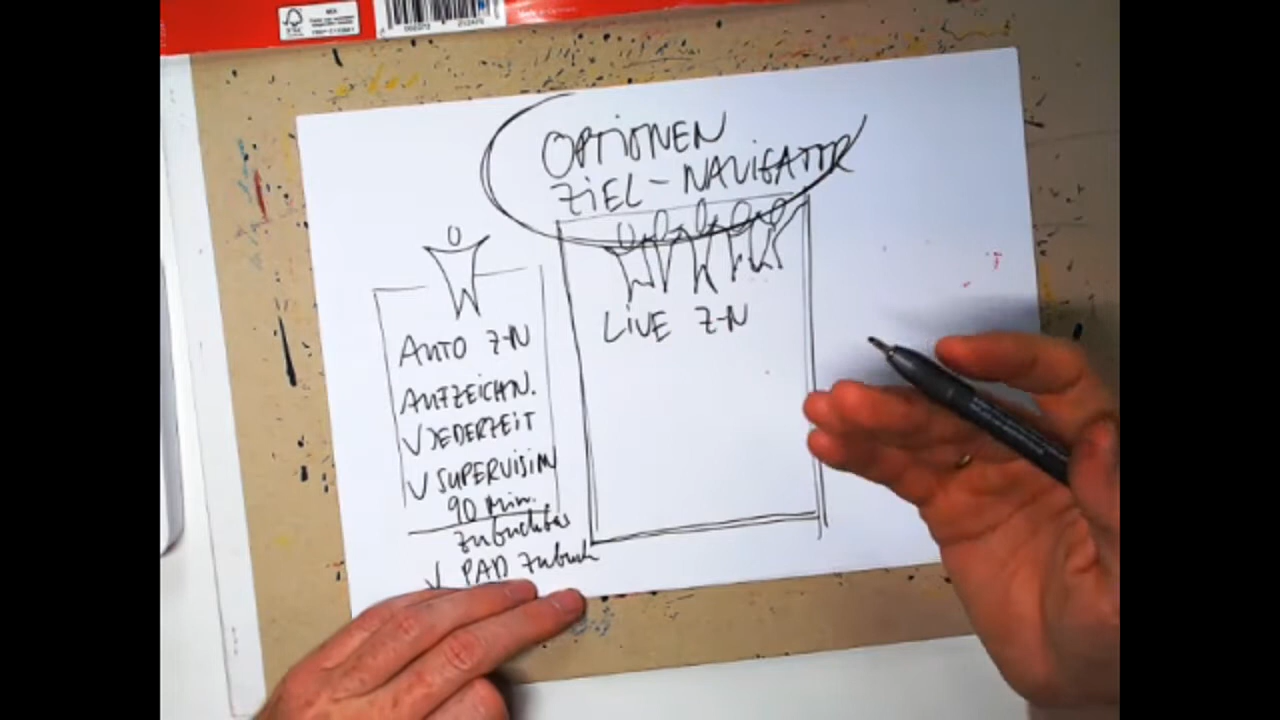 OPTIONEN
ZIEL-NAVIGATOR
AUTO Z-N
AUFZEICHN.
√ JEDERZEIT
√ SUPERVISION
90 Min.
zubuchbar
√ PAD zubuch
LIVE Z-N